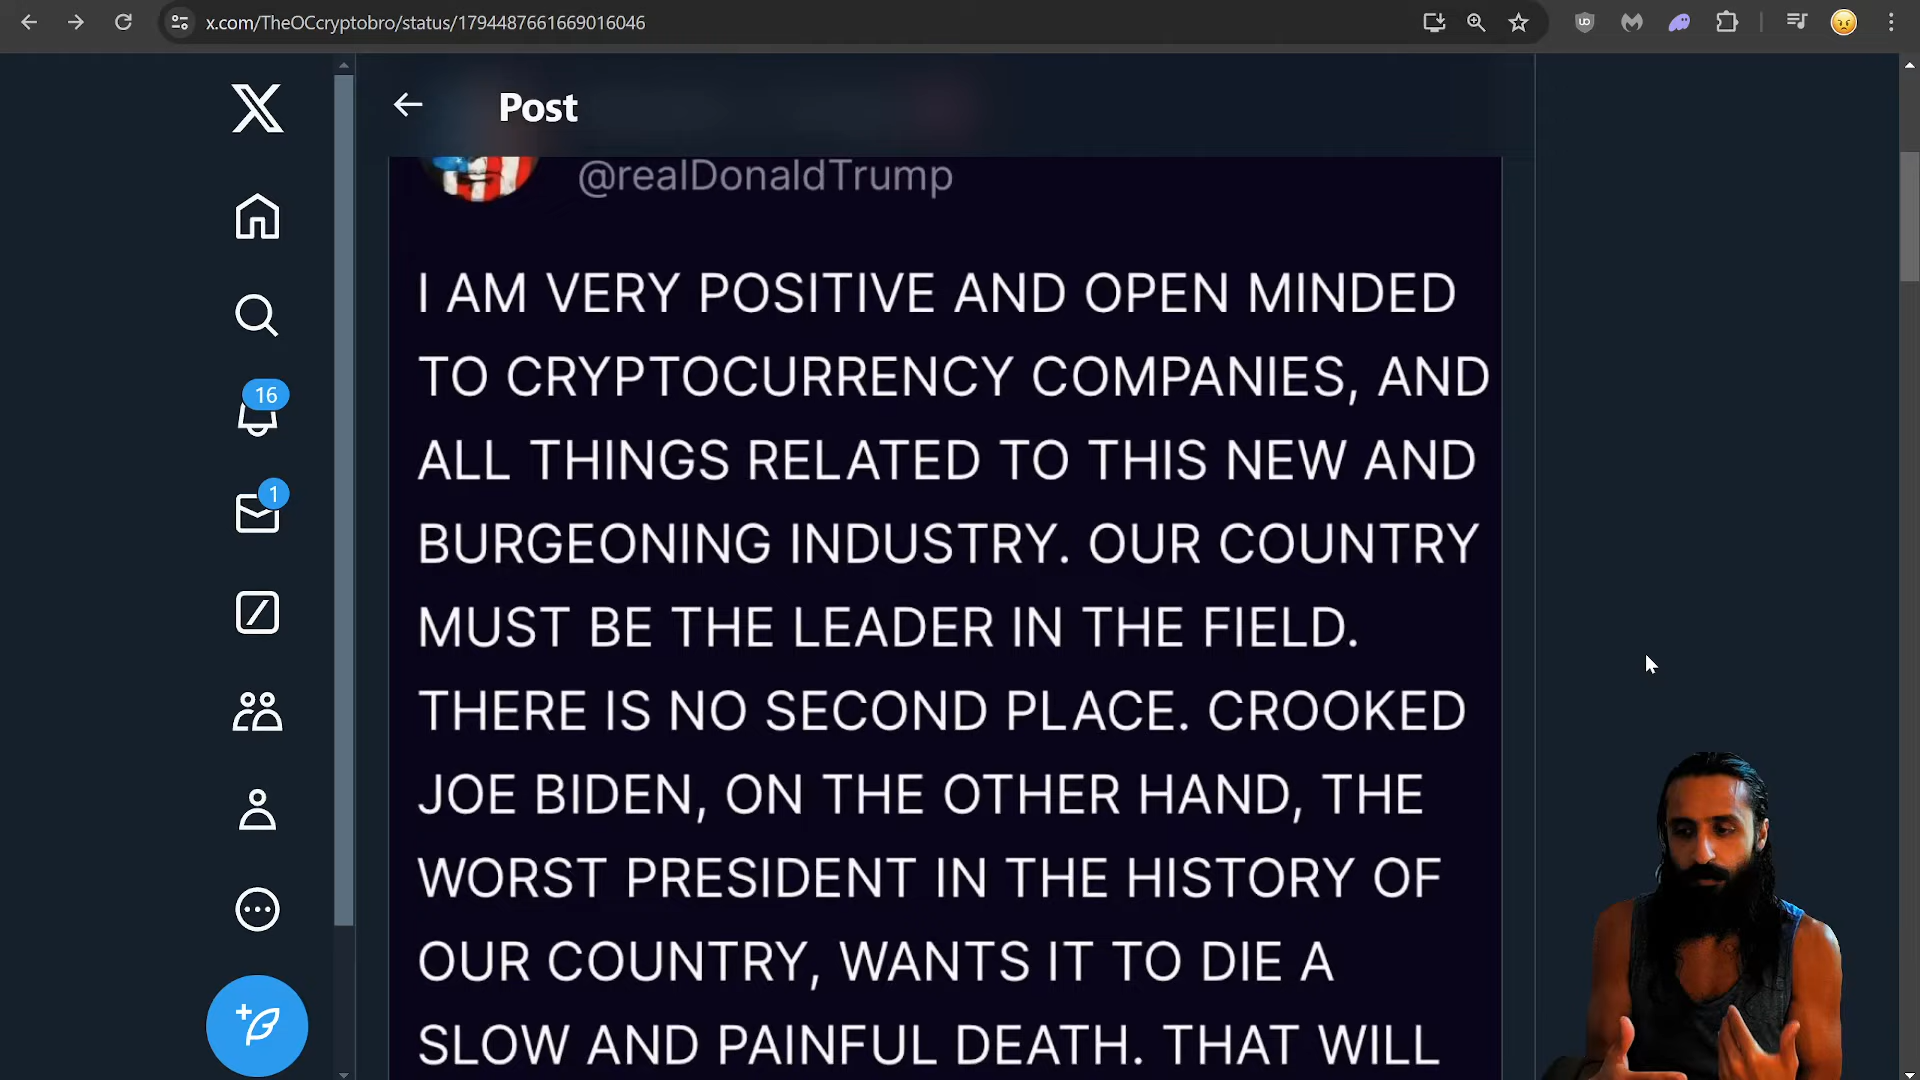 x.com/TheOCcryptobro/status/1794487661669016046
Post
@realDonaldTrump
16
1
I AM VERY POSITIVE AND OPEN MINDED
TO CRYPTOCURRENCY COMPANIES, AND
ALL THINGS RELATED TO THIS NEW AND
BURGEONING INDUSTRY. OUR COUNTRY
MUST BE THE LEADER IN THE FIELD.
THERE IS NO SECOND PLACE. CROOKED
JOE BIDEN, ON THE OTHER HAND, THE
WORST PRESIDENT IN THE HISTORY OF
OUR COUNTRY, WANTS IT TO DIE A
SLOW AND PAINFUL DEATH. THAT WILL